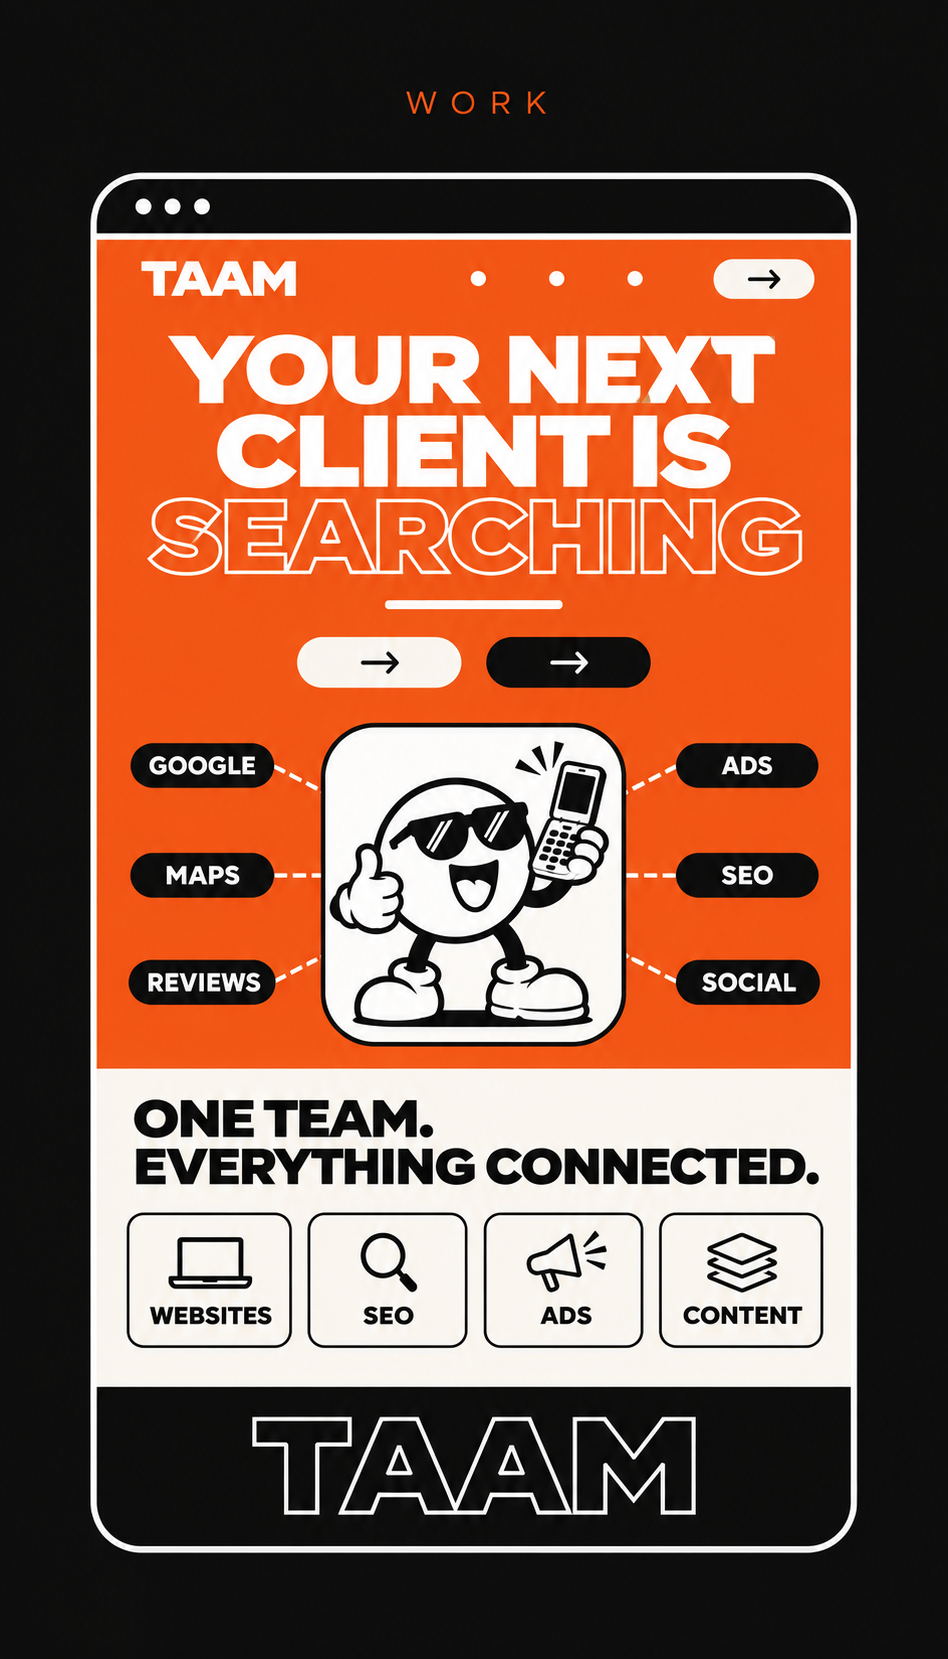 WORK
TAAM
YOUR NEXT
CLIENT IS
SEARCHING
GOOGLE
ADS
MAPS
SEO
REVIEWS
SOCIAL
ONE TEAM.
EVERYTHING CONNECTED.
WEBSITES
SEO
ADS
CONTENT
TAAM